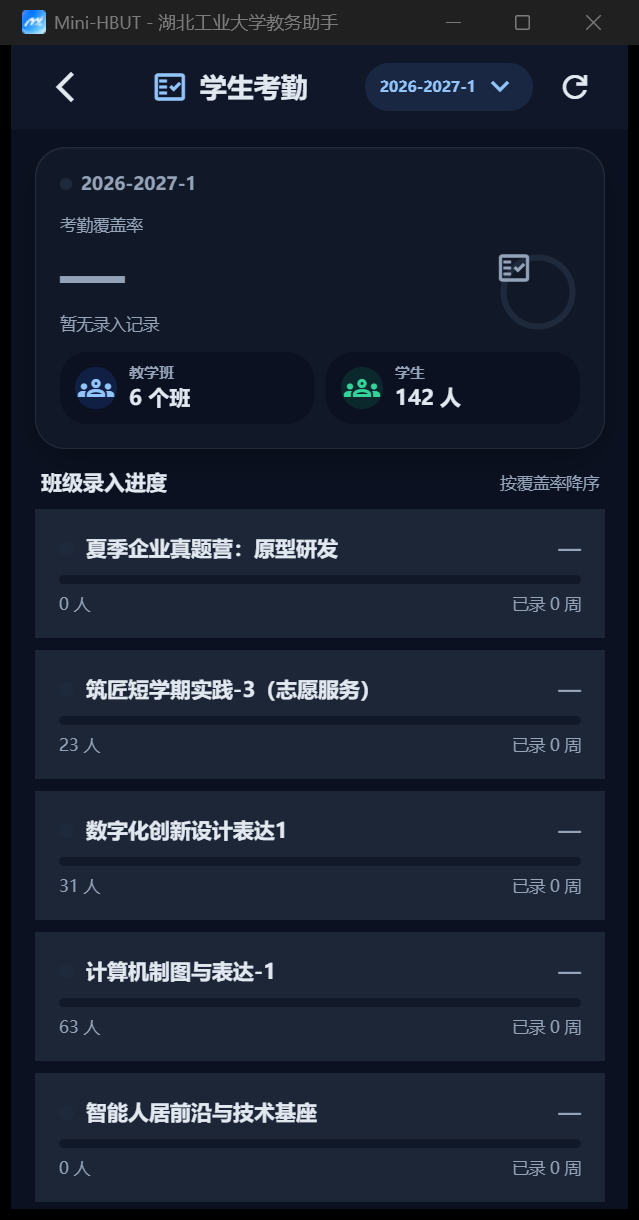 Mini-HBUT - 湖北工业大学教务助手
学生考勤
2026-2027-1
2026-2027-1
考勤覆盖率
—
暂无录入记录
教学班
6 个班
学生
142 人
班级录入进度
按覆盖率降序
夏季企业真题营：原型研发
—
0 人
已录 0 周
筑匠短学期实践-3（志愿服务）
—
23 人
已录 0 周
数字化创新设计表达1
—
31 人
已录 0 周
计算机制图与表达-1
—
63 人
已录 0 周
智能人居前沿与技术基座
—
0 人
已录 0 周